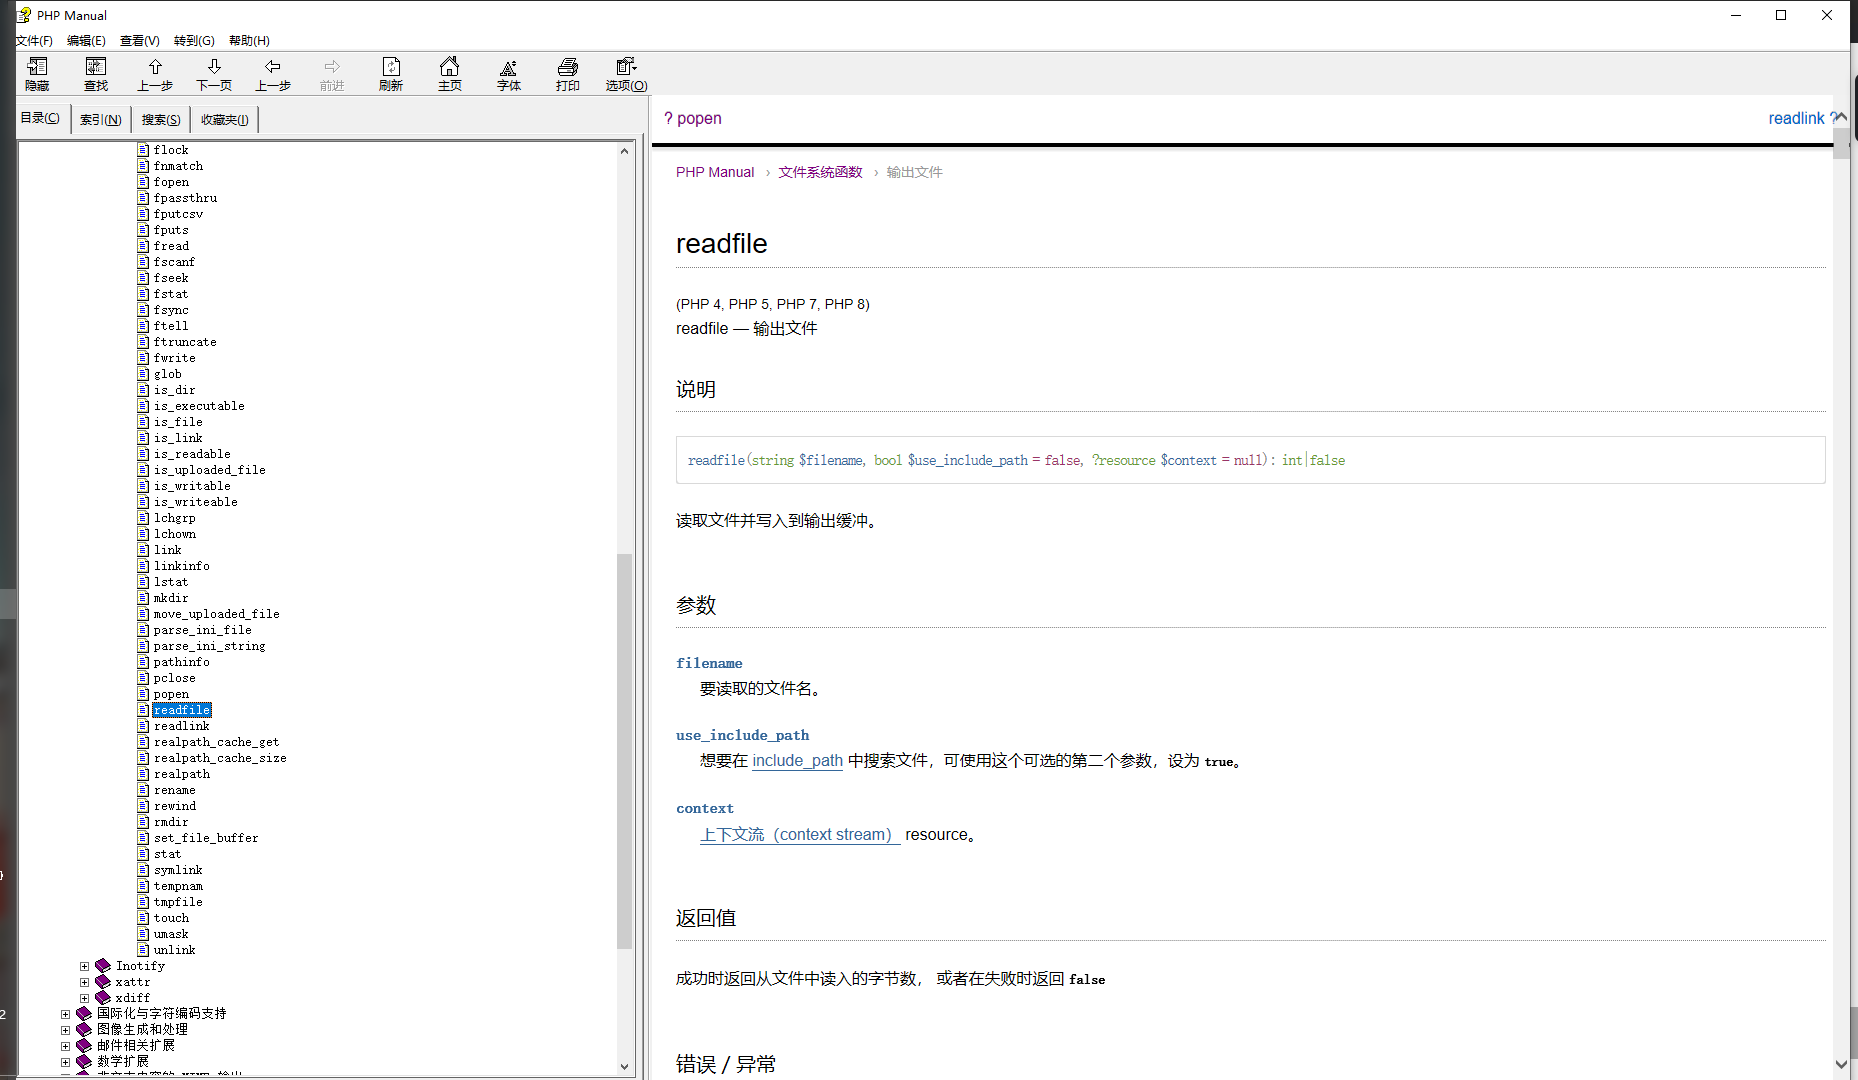 PHP Manual
文件(F) 编辑(E) 查看(V) 转到(G) 帮助(H)
隐藏 查找 上一步 下一页 上一步 前进 刷新 主页 字体 打印 选项(O)
目录(C) 索引(N) 搜索(S) 收藏夹(I)
flock
fnmatch
fopen
fpassthru
fputcsv
fputs
fread
fscanf
fseek
fstat
fsync
ftell
ftruncate
fwrite
glob
is_dir
is_executable
is_file
is_link
is_readable
is_uploaded_file
is_writable
is_writeable
lchgrp
lchown
link
linkinfo
lstat
mkdir
move_uploaded_file
parse_ini_file
parse_ini_string
pathinfo
pclose
popen
readfile
readlink
realpath_cache_get
realpath_cache_size
realpath
rename
rewind
rmdir
set_file_buffer
stat
symlink
tempnam
tmpfile
touch
umask
unlink
Inotify
xattr
xdiff
国际化与字符编码支持
图像生成和处理
邮件相关扩展
数学扩展
? popen
readlink ?
PHP Manual › 文件系统函数 › 输出文件
readfile
(PHP 4, PHP 5, PHP 7, PHP 8)
readfile — 输出文件
说明
readfile(string $filename, bool $use_include_path = false, ?resource $context = null): int|false
读取文件并写入到输出缓冲。
参数
filename
要读取的文件名。
use_include_path
想要在 include_path 中搜索文件，可使用这个可选的第二个参数，设为 true。
context
上下文流（context stream） resource。
返回值
成功时返回从文件中读入的字节数， 或者在失败时返回 false
错误 / 异常